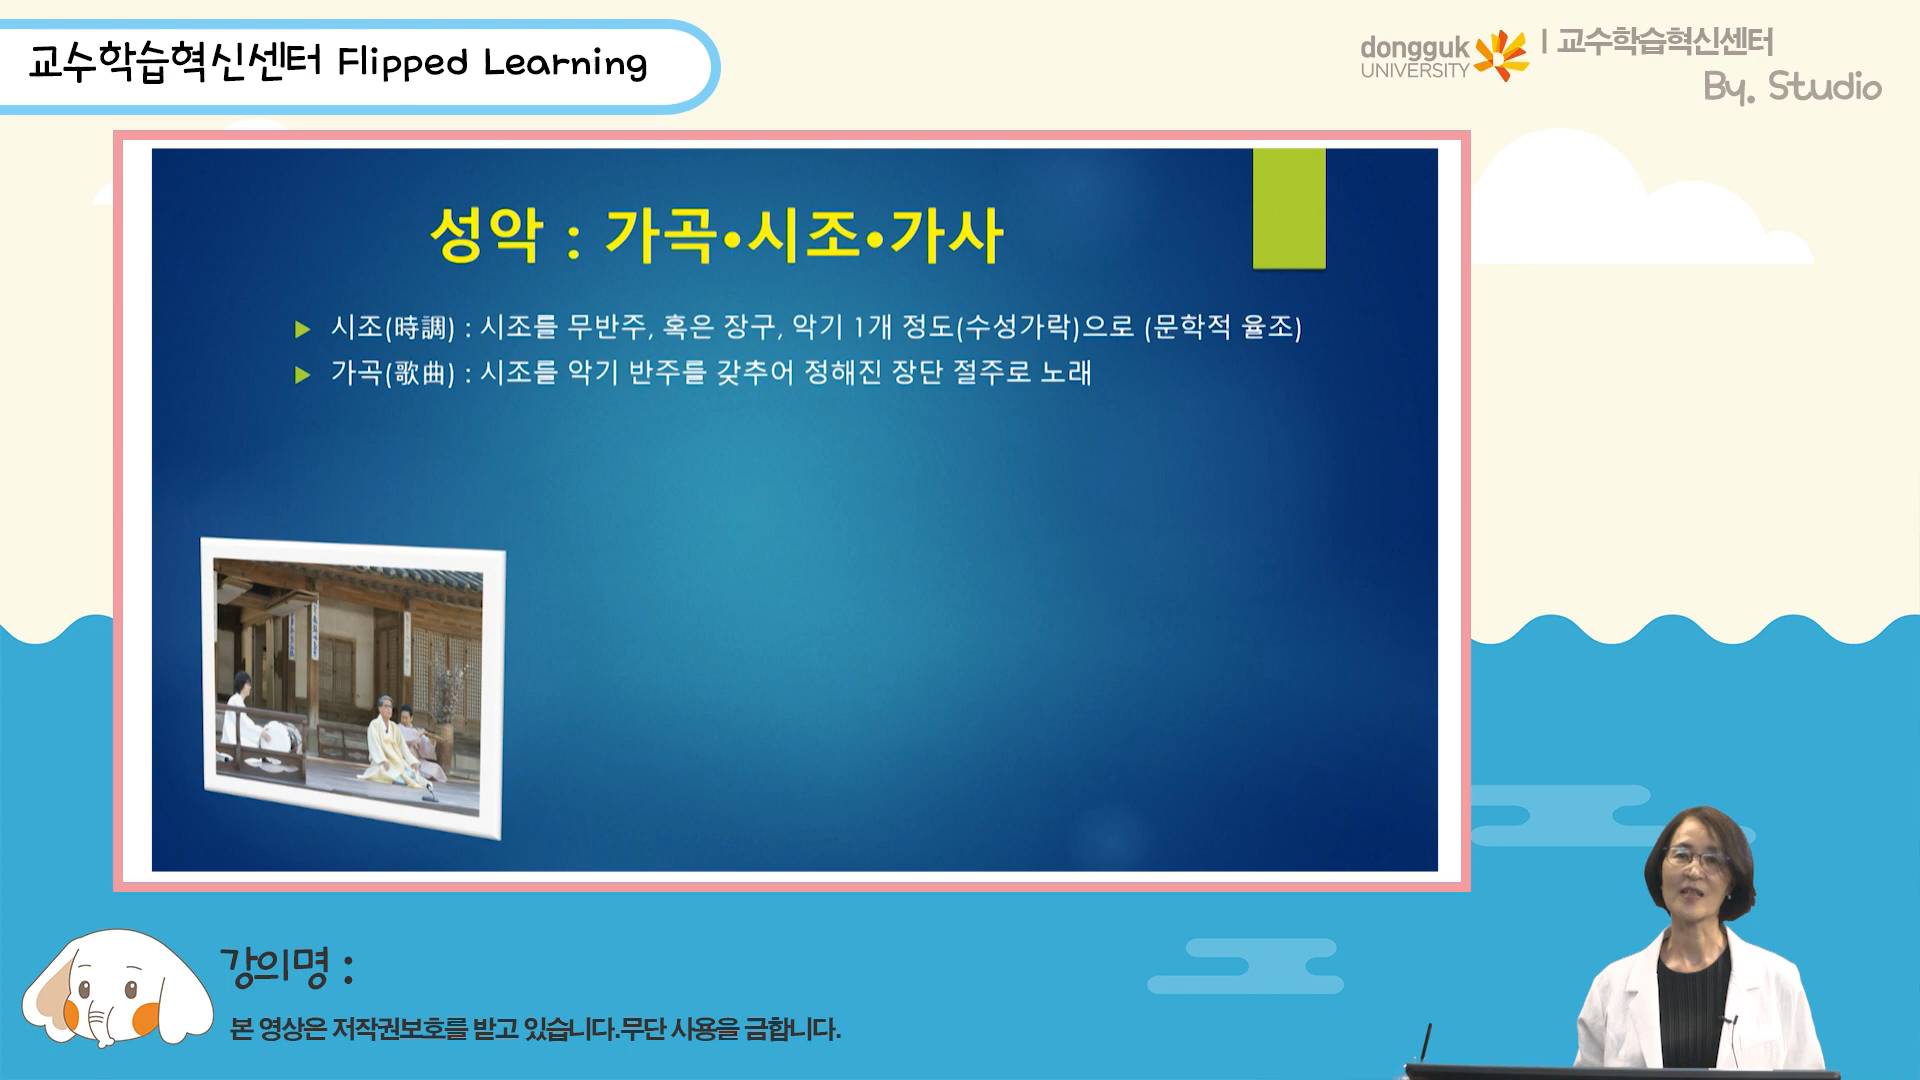 교수학습혁신센터 Flipped Learning
dongguk UNIVERSITY | 교수학습혁신센터
By. Studio
성악 : 가곡•시조•가사
시조(時調) : 시조를 무반주, 혹은 장구, 악기 1개 정도(수성가락)으로 (문학적 율조)
가곡(歌曲) : 시조를 악기 반주를 갖추어 정해진 장단 절주로 노래
강의명 :
본 영상은 저작권보호를 받고 있습니다.무단 사용을 금합니다.